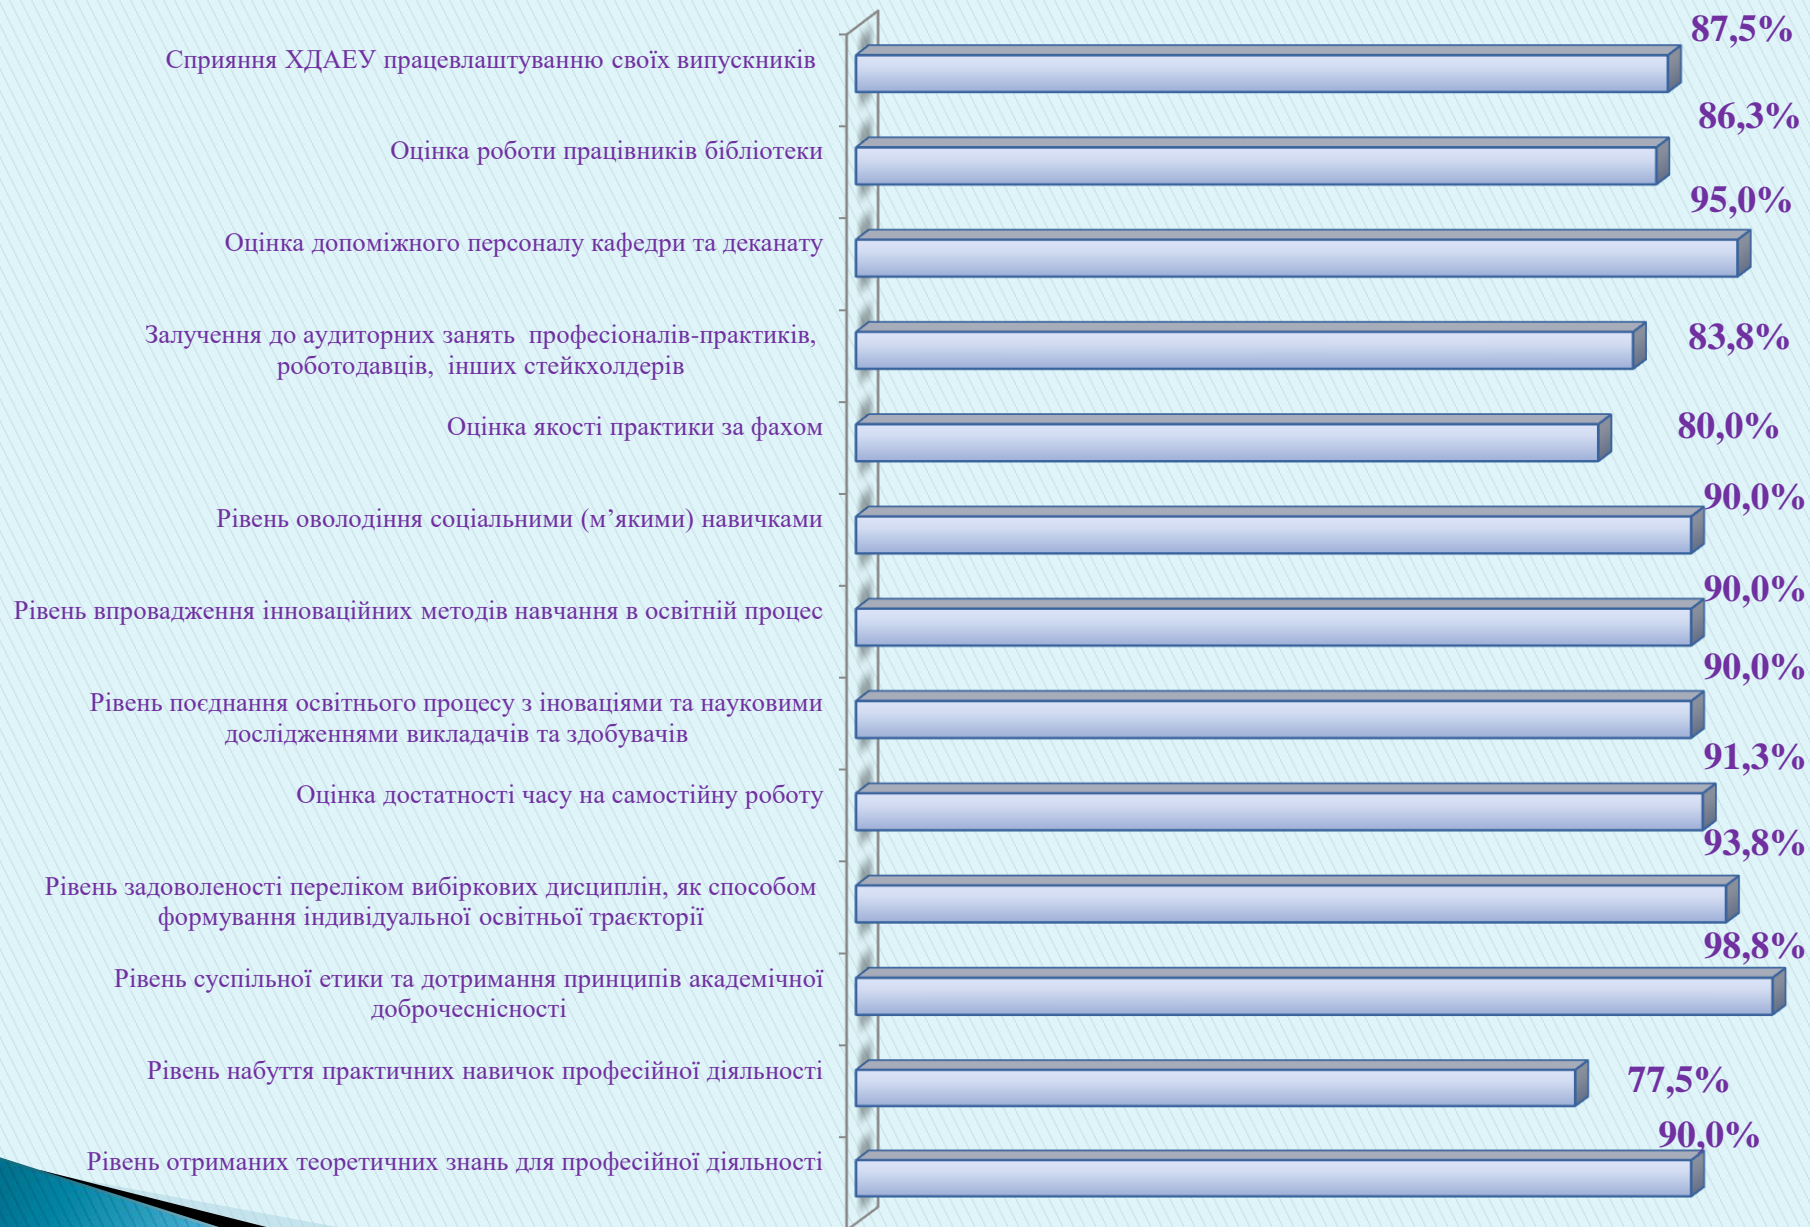 87,5%
Сприяння ХДАЕУ працевлаштуванню своїх випускників
86,3%
Оцінка роботи працівників бібліотеки
95,0%
Оцінка допоміжного персоналу кафедри та деканату
Залучення до аудиторних занять професіоналів-практиків,
роботодавців, інших стейкхолдерів
83,8%
Оцінка якості практики за фахом
80,0%
Рівень оволодіння соціальними (м’якими) навичками
90,0%
Рівень впровадження інноваційних методів навчання в освітній процес
90,0%
Рівень поєднання освітнього процесу з іноваціями та науковими
дослідженнями викладачів та здобувачів
90,0%
Оцінка достатності часу на самостійну роботу
91,3%
Рівень задоволеності переліком вибіркових дисциплін, як способом
формування індивідуальної освітньої траєкторії
93,8%
Рівень суспільної етики та дотримання принципів академічної
доброчеснісності
98,8%
Рівень набуття практичних навичок професійної діяльності
77,5%
Рівень отриманих теоретичних знань для професійної діяльності
90,0%